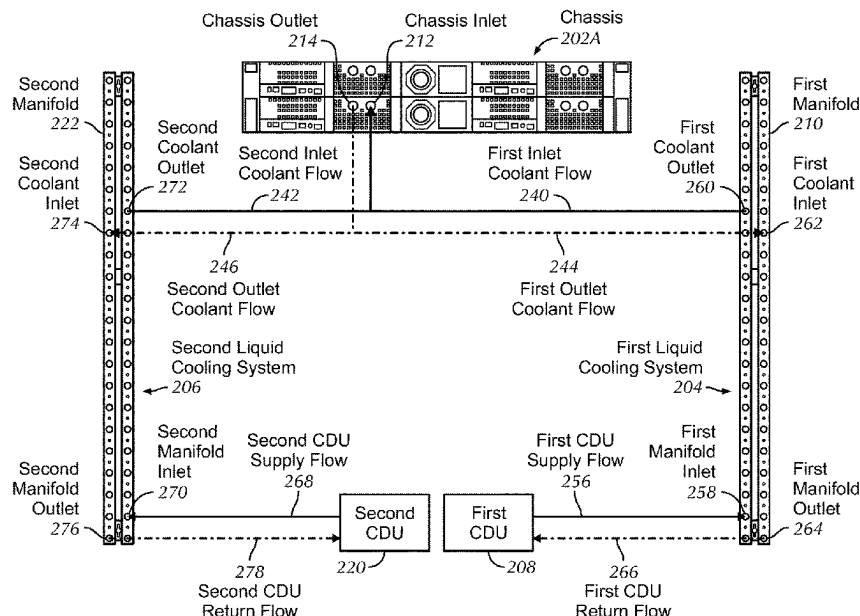 Chassis Outlet
214
Chassis Inlet
212
Chassis
202A
Second
Manifold
222
Second
Coolant
Inlet
274
Second
Coolant
Outlet
272
Second Inlet
Coolant Flow
242
First Inlet
Coolant Flow
240
First
Coolant
Outlet
260
First
Manifold
210
First
Coolant
Inlet
262
246
Second Outlet
Coolant Flow
244
First Outlet
Coolant Flow
Second Liquid
Cooling System
206
First Liquid
Cooling System
204
Second
Manifold
Outlet
276
Second
Manifold
Inlet
270
Second CDU
Supply Flow
268
First CDU
Supply Flow
256
First
Manifold
Inlet
258
First
Manifold
Outlet
264
Second
CDU
220
First
CDU
208
278
Second CDU
Return Flow
266
First CDU
Return Flow